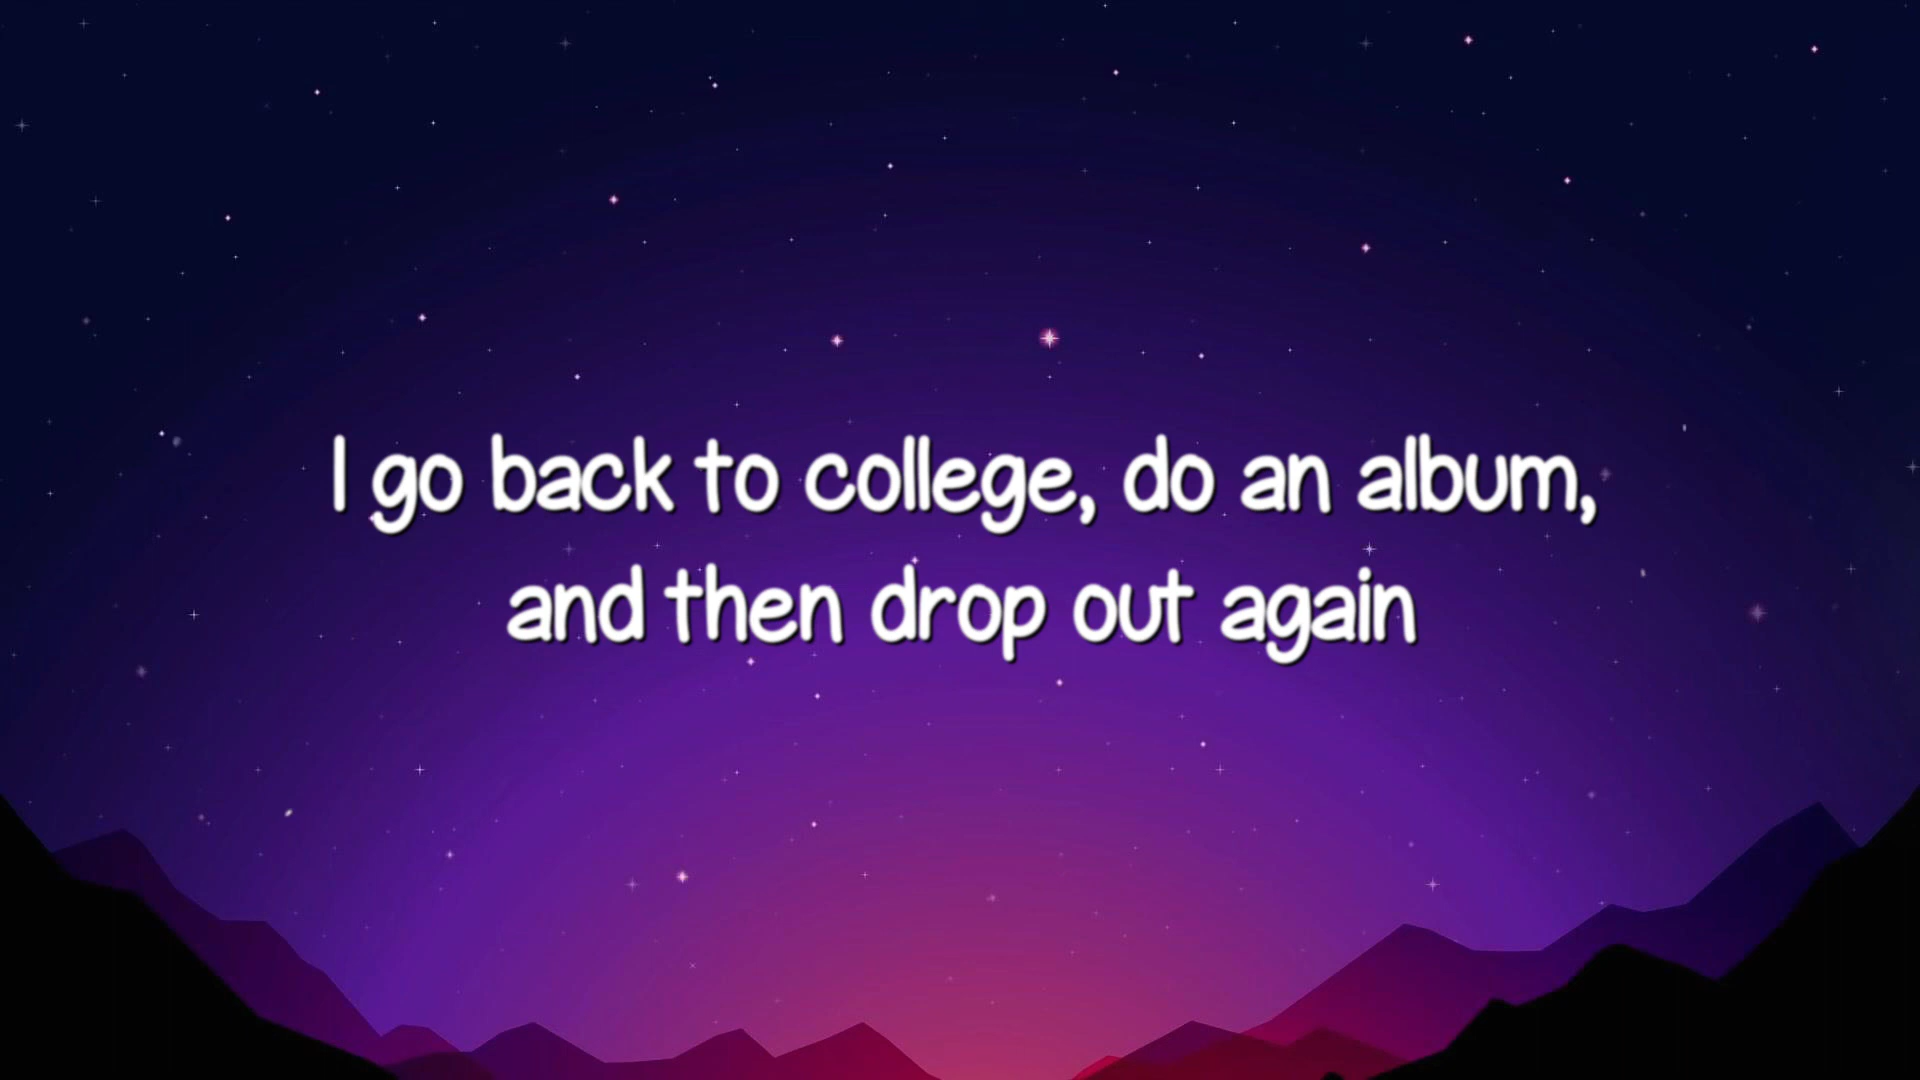 I go back to college, do an album,
and then drop out again